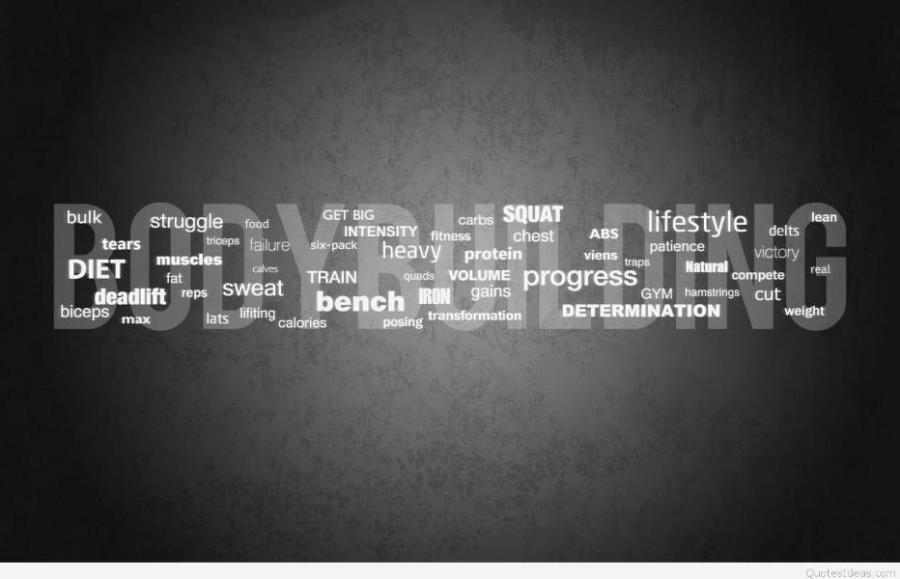 BODYBUILDING
bulk struggle food GET BIG carbs SQUAT lifestyle lean
tears triceps failure six-pack INTENSITY fitness chest ABS patience delts
DIET muscles calves heavy protein viens traps victory
fat TRAIN quads VOLUME progress Natural compete real
deadlift reps sweat bench IRON gains GYM hamstrings cut
biceps max lats lifiting calories posing transformation DETERMINATION weight
QuotesIdeas.com